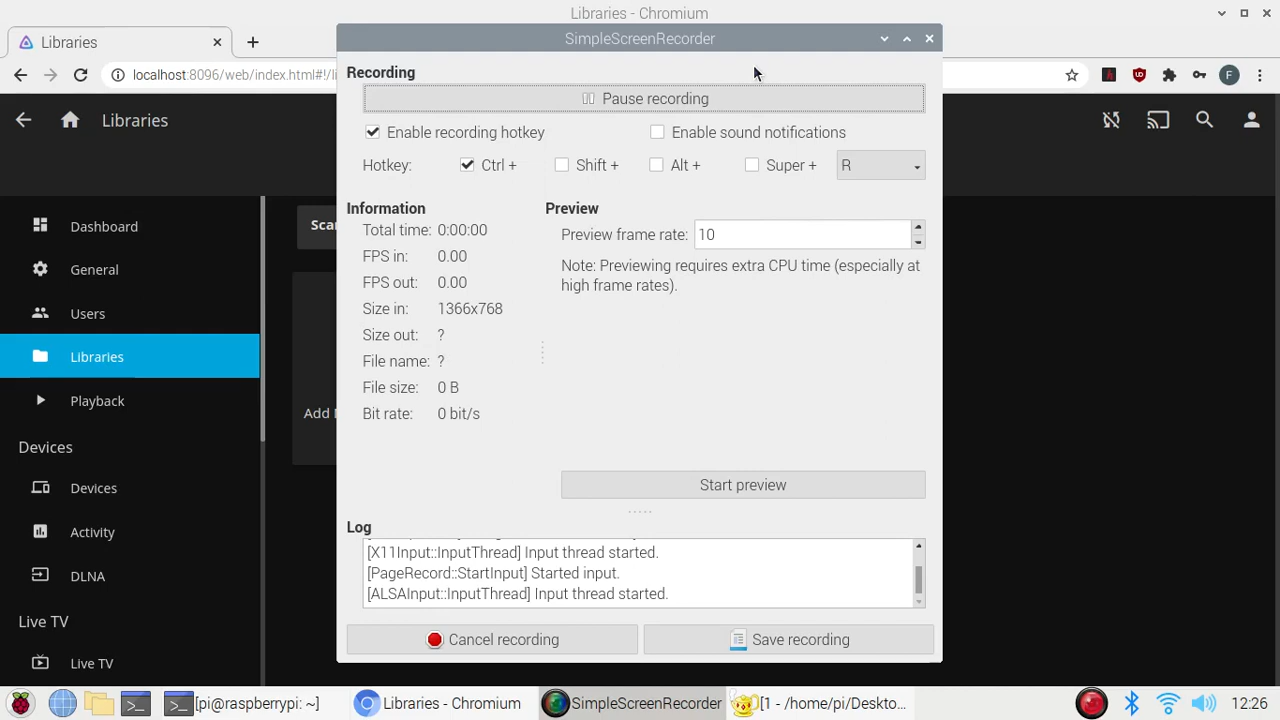 Libraries - Chromium
Libraries
SimpleScreenRecorder
localhost:8096/web/index.html#!/li
F
Libraries
Recording
Pause recording
Enable recording hotkey
Enable sound notifications
Hotkey:
Ctrl +
Shift +
Alt +
Super +
R
Information
Total time: 0:00:00
FPS in: 0.00
FPS out: 0.00
Size in: 1366x768
Size out: ?
File name: ?
File size: 0 B
Bit rate: 0 bit/s
Preview
Preview frame rate: 10
Note: Previewing requires extra CPU time (especially at
high frame rates).
Start preview
Log
[X11Input::InputThread] Input thread started.
[PageRecord::StartInput] Started input.
[ALSAInput::InputThread] Input thread started.
Cancel recording
Save recording
Dashboard
General
Users
Libraries
Playback
Devices
Devices
Activity
DLNA
Live TV
Live TV
Scan
Add
[pi@raspberrypi: ~]
Libraries - Chromium
SimpleScreenRecorder
[1 - /home/pi/Deskto...
12:26